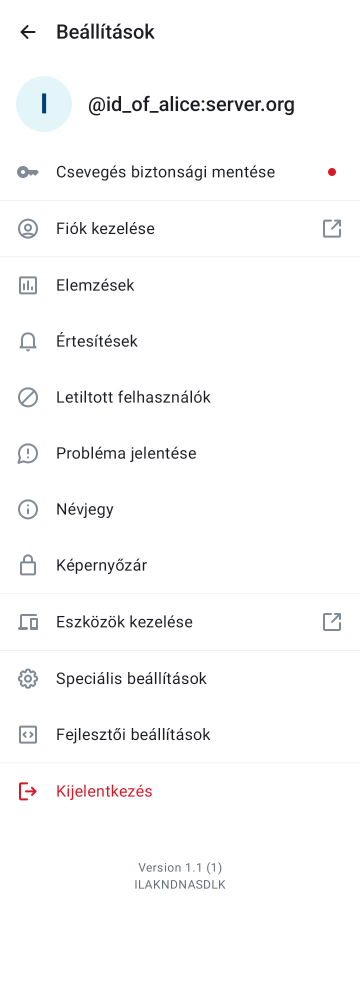 Beállítások
I
@id_of_alice:server.org
Csevegés biztonsági mentése
Fiók kezelése
Elemzések
Értesítések
Letiltott felhasználók
Probléma jelentése
Névjegy
Képernyőzár
Eszközök kezelése
Speciális beállítások
Fejlesztői beállítások
Kijelentkezés
Version 1.1 (1)
ILAKNDNASDLK